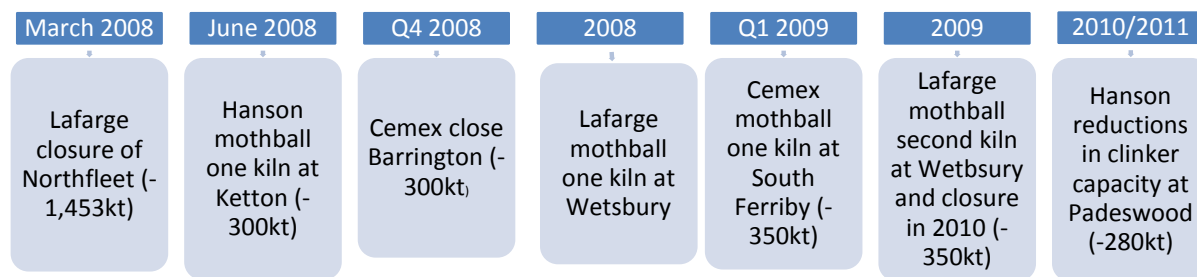 March 2008
Lafarge
closure of
Northfleet (-
1,453kt)
June 2008
Hanson
mothball
one kiln at
Ketton (-
300kt)
Q4 2008
Cemex close
Barrington (-
300kt)
2008
Lafarge
mothball
one kiln at
Wetsbury
Q1 2009
Cemex
mothball
one kiln at
South
Ferriby (-
350kt)
2009
Lafarge
mothball
second kiln
at Wetbsury
and closure
in 2010 (-
350kt)
2010/2011
Hanson
reductions
in clinker
capacity at
Padeswood
(-280kt)